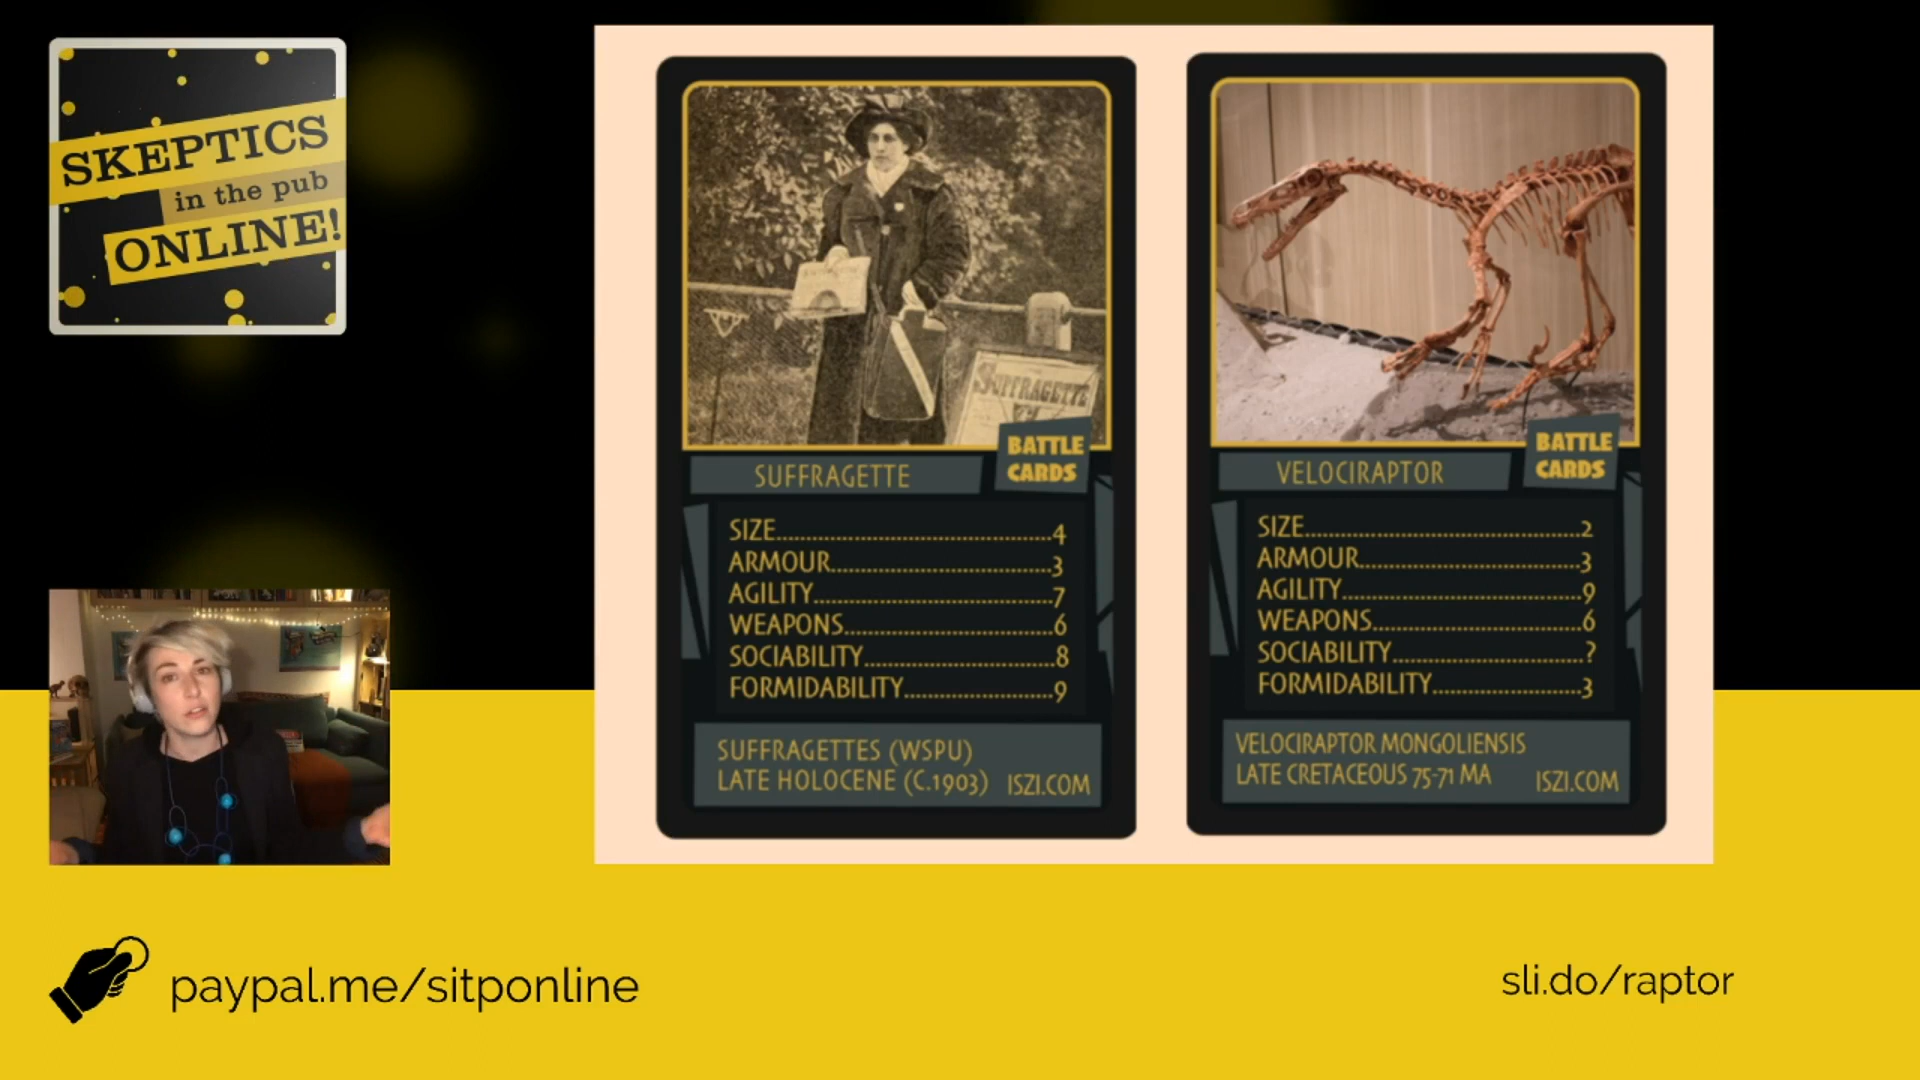 SKEPTICS
in the pub
ONLINE!
SUFFRAGETTE
BATTLE
CARDS
SUFFRAGETTE
SIZE...4
ARMOUR...3
AGILITY...7
WEAPONS...6
SOCIABILITY...8
FORMIDABILITY...9
SUFFRAGETTES (WSPU)
LATE HOLOCENE (C.1903) ISZI.COM
BATTLE
CARDS
VELOCIRAPTOR
SIZE...2
ARMOUR...3
AGILITY...9
WEAPONS...6
SOCIABILITY...?
FORMIDABILITY...3
VELOCIRAPTOR MONGOLIENSIS
LATE CRETACEOUS 75-71 MA ISZI.COM
paypal.me/sitponline
sli.do/raptor